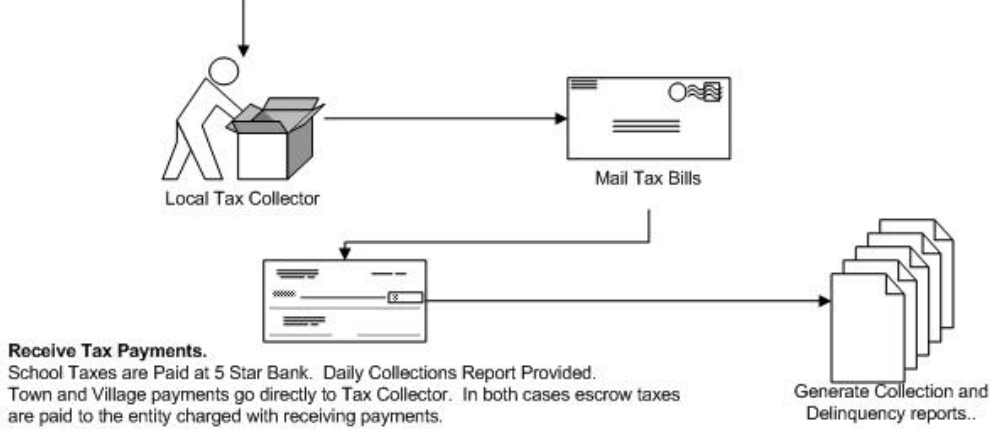 Local Tax Collector
Mail Tax Bills
Receive Tax Payments.
School Taxes are Paid at 5 Star Bank.  Daily Collections Report Provided.
Town and Village payments go directly to Tax Collector.  In both cases escrow taxes
are paid to the entity charged with receiving payments.
Generate Collection and
Delinquency reports..